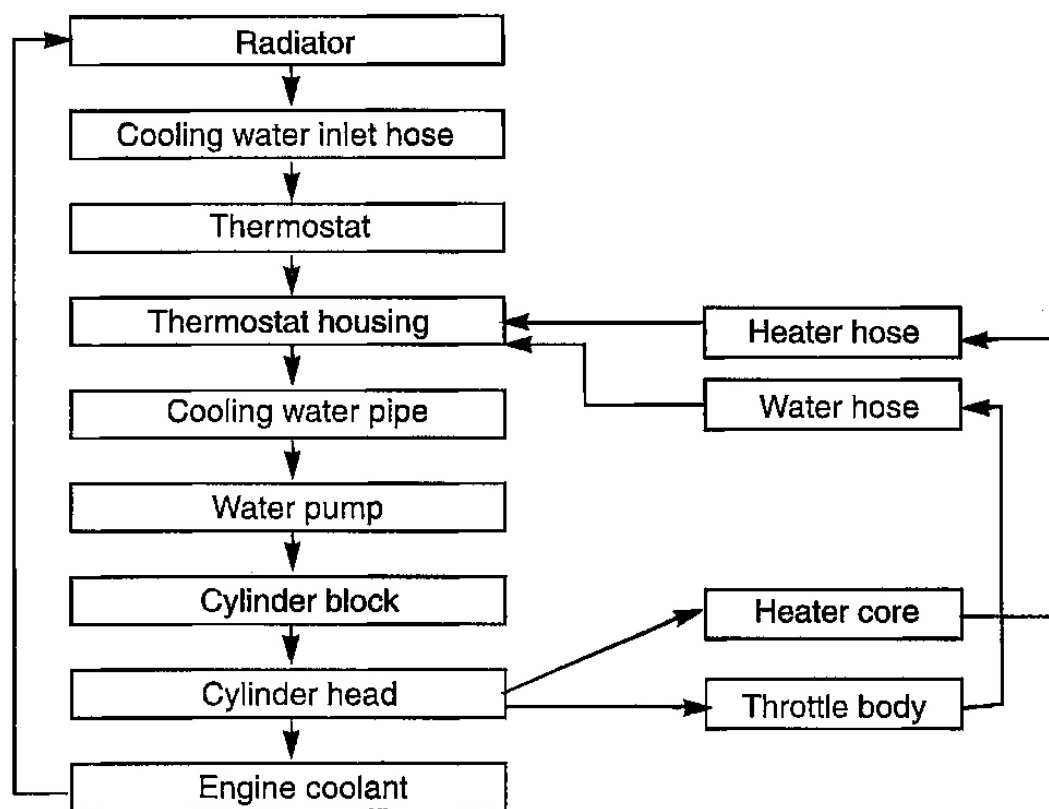 Radiator
Cooling water inlet hose
Thermostat
Thermostat housing
Cooling water pipe
Water pump
Cylinder block
Cylinder head
Engine coolant
Heater hose
Water hose
Heater core
Throttle body